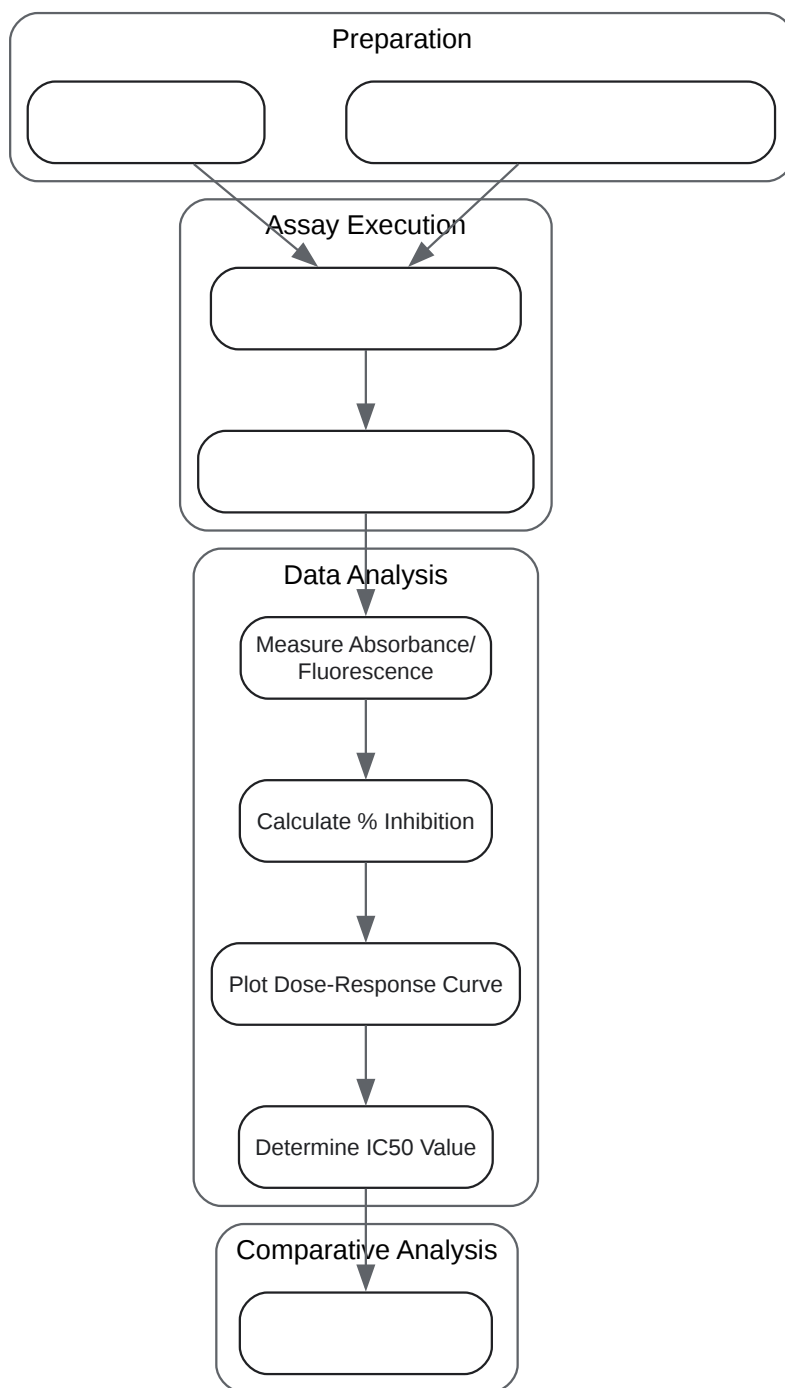 Preparation
Assay Execution
Data Analysis
Measure Absorbance/
Fluorescence
Calculate % Inhibition
Plot Dose-Response Curve
Determine IC50 Value
Comparative Analysis